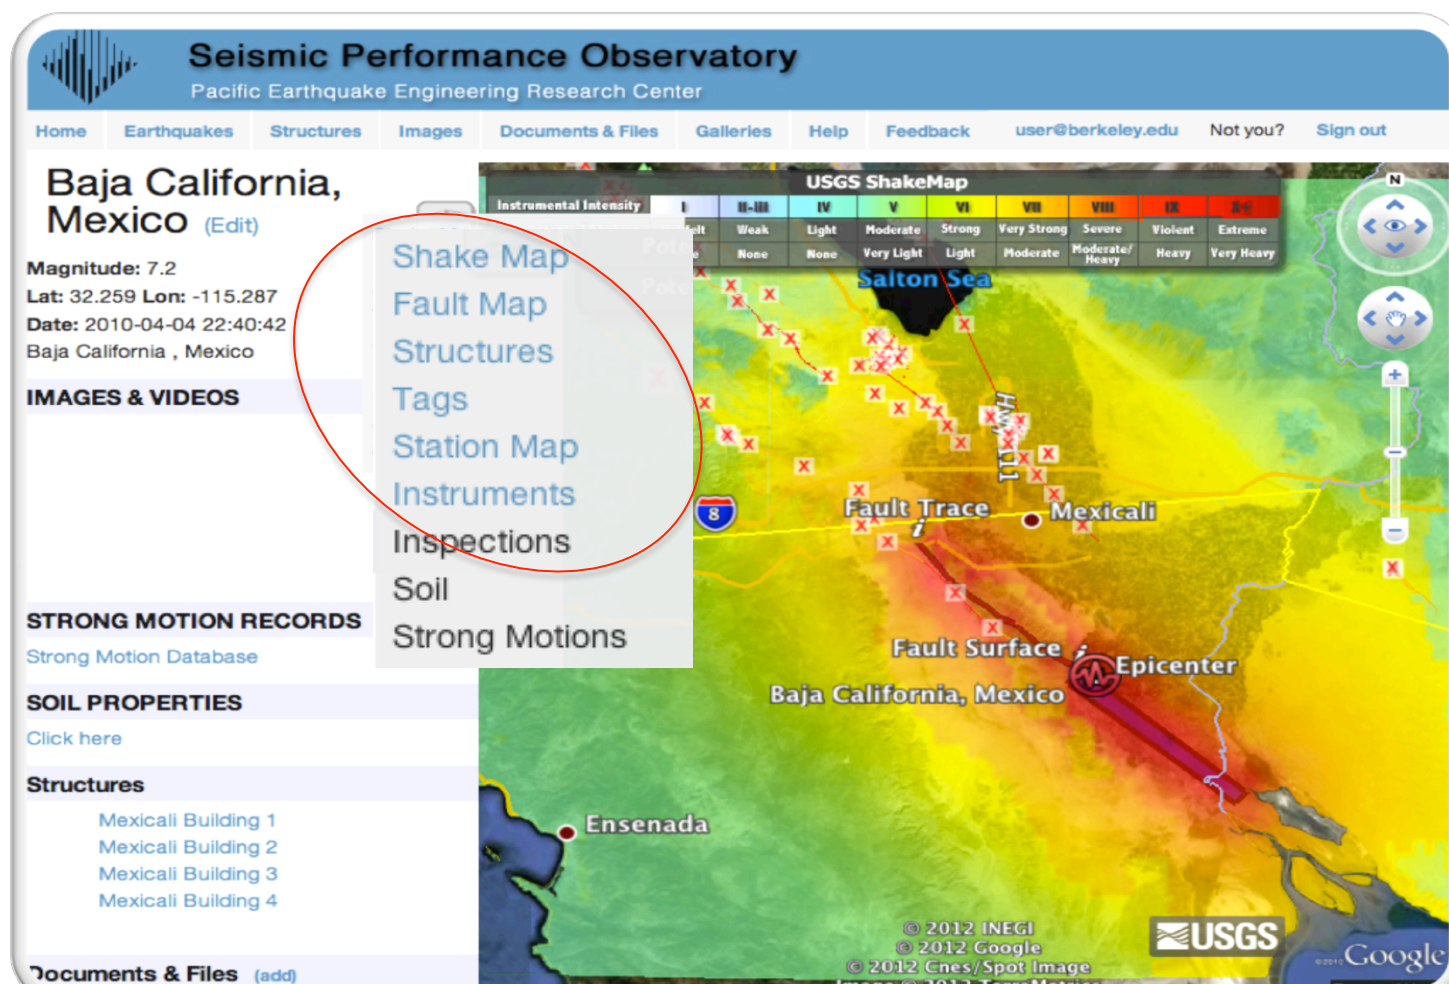 Seismic Performance Observatory
Pacific Earthquake Engineering Research Center
Home Earthquakes Structures Images Documents & Files Galleries Help Feedback user@berkeley.edu Not you? Sign out
Baja California,
Mexico (Edit)
Magnitude: 7.2
Lat: 32.259 Lon: -115.287
Date: 2010-04-04 22:40:42
Baja California , Mexico
IMAGES & VIDEOS
STRONG MOTION RECORDS
Strong Motion Database
SOIL PROPERTIES
Click here
Structures
Mexicali Building 1
Mexicali Building 2
Mexicali Building 3
Mexicali Building 4
Documents & Files (add)
Shake Map
Fault Map
Structures
Tags
Station Map
Instruments
Inspections
Soil
Strong Motions
USGS ShakeMap
Instrumental Intensity I II-III IV V VI VII VIII IX X+
Weak Light Moderate Strong Very Strong Severe Violent Extreme
None None Very Light Light Moderate Moderate/
Heavy Heavy Very Heavy
N
Salton Sea
HWY 111
8
Fault Trace
Mexicali
Fault Surface
Epicenter
Baja California, Mexico
Ensenada
© 2012 INEGI
© 2012 Google
© 2012 Cnes/Spot Image
USGS
Google